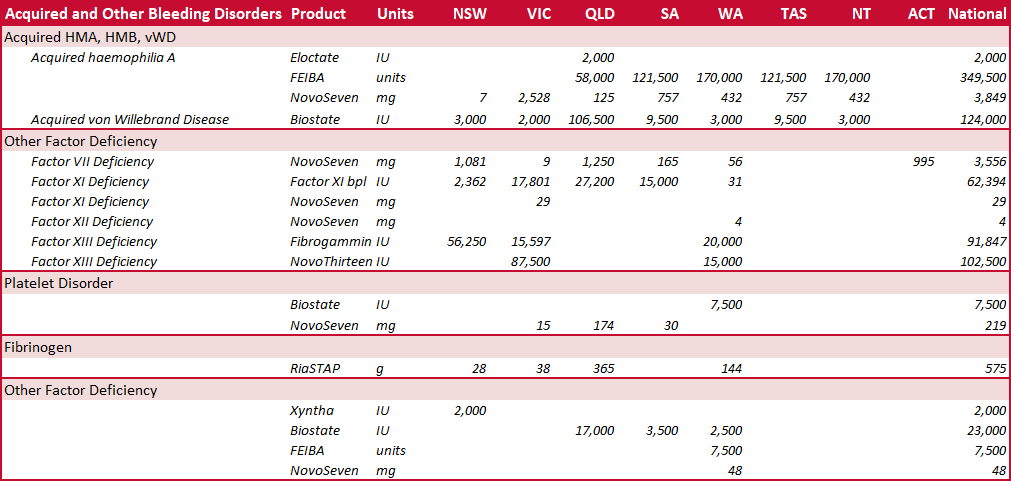 Acquired and Other Bleeding Disorders Product Units NSW VIC QLD SA WA TAS NT ACT National
Acquired HMA, HMB, vWD
Acquired haemophilia A Eloctate IU 2,000 2,000
FEIBA units 58,000 121,500 170,000 121,500 170,000 349,500
NovoSeven mg 7 2,528 125 757 432 757 432 3,849
Acquired von Willebrand Disease Biostate IU 3,000 2,000 106,500 9,500 3,000 9,500 3,000 124,000
Other Factor Deficiency
Factor VII Deficiency NovoSeven mg 1,081 9 1,250 165 56 995 3,556
Factor XI Deficiency Factor XI bpl IU 2,362 17,801 27,200 15,000 31 62,394
Factor XI Deficiency NovoSeven mg 29 29
Factor XII Deficiency NovoSeven mg 4 4
Factor XIII Deficiency Fibrogammin IU 56,250 15,597 20,000 91,847
Factor XIII Deficiency NovoThirteen IU 87,500 15,000 102,500
Platelet Disorder
Biostate IU 7,500 7,500
NovoSeven mg 15 174 30 219
Fibrinogen
RiaSTAP g 28 38 365 144 575
Other Factor Deficiency
Xyntha IU 2,000 2,000
Biostate IU 17,000 3,500 2,500 23,000
FEIBA units 7,500 7,500
NovoSeven mg 48 48